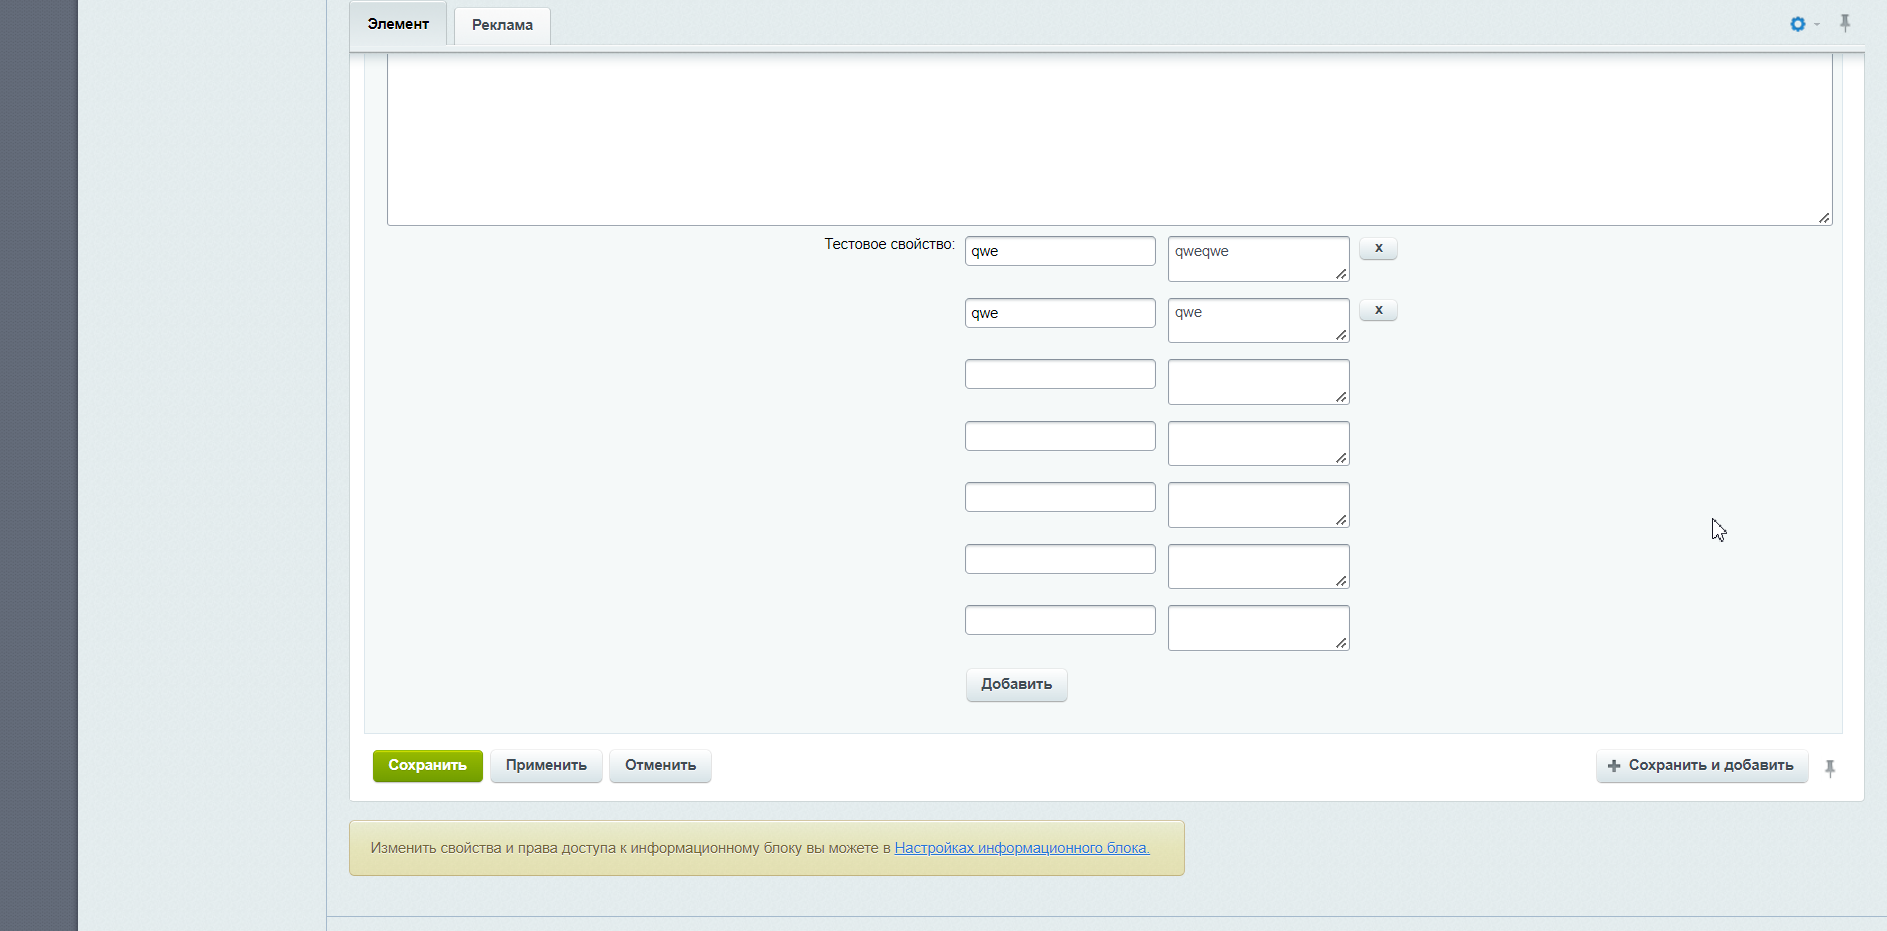 Элемент
Реклама
Тестовое свойство:
qwe
qweqwe
x
qwe
qwe
x
Добавить
Сохранить
Применить
Отменить
Сохранить и добавить
Изменить свойства и права доступа к информационному блоку вы можете в Настройках информационного блока.